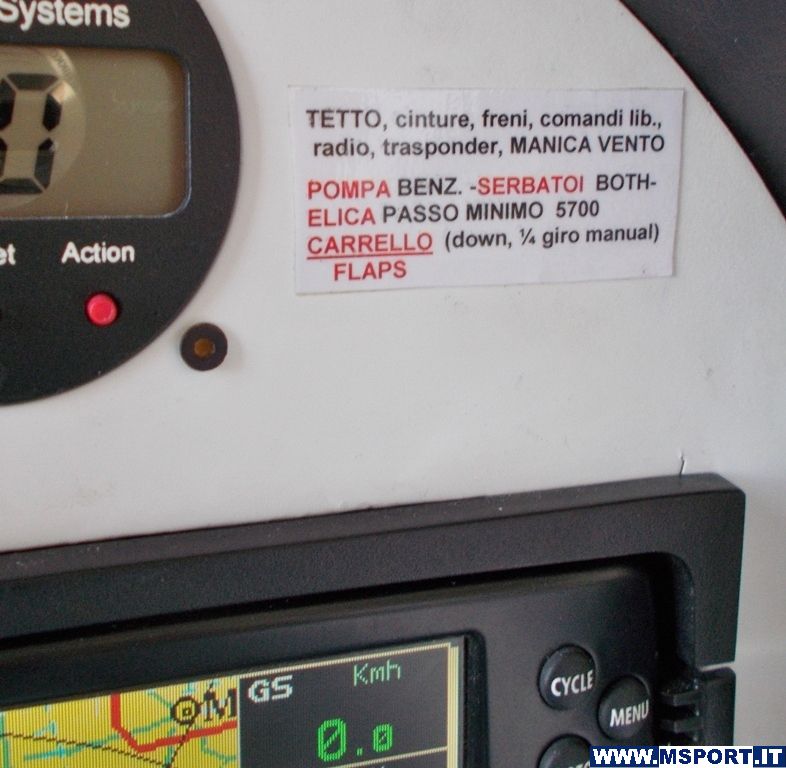 Systems
TETTO, cinture, freni, comandi lib.,
radio, trasponder, MANICA VENTO
POMPA BENZ. -SERBATOI BOTH-
ELICA PASSO MINIMO 5700
CARRELLO (down, ¼ giro manual)
FLAPS
Action
GS
Kmh
0.0
M
CYCLE
MENU
WWW.MSPORT.IT